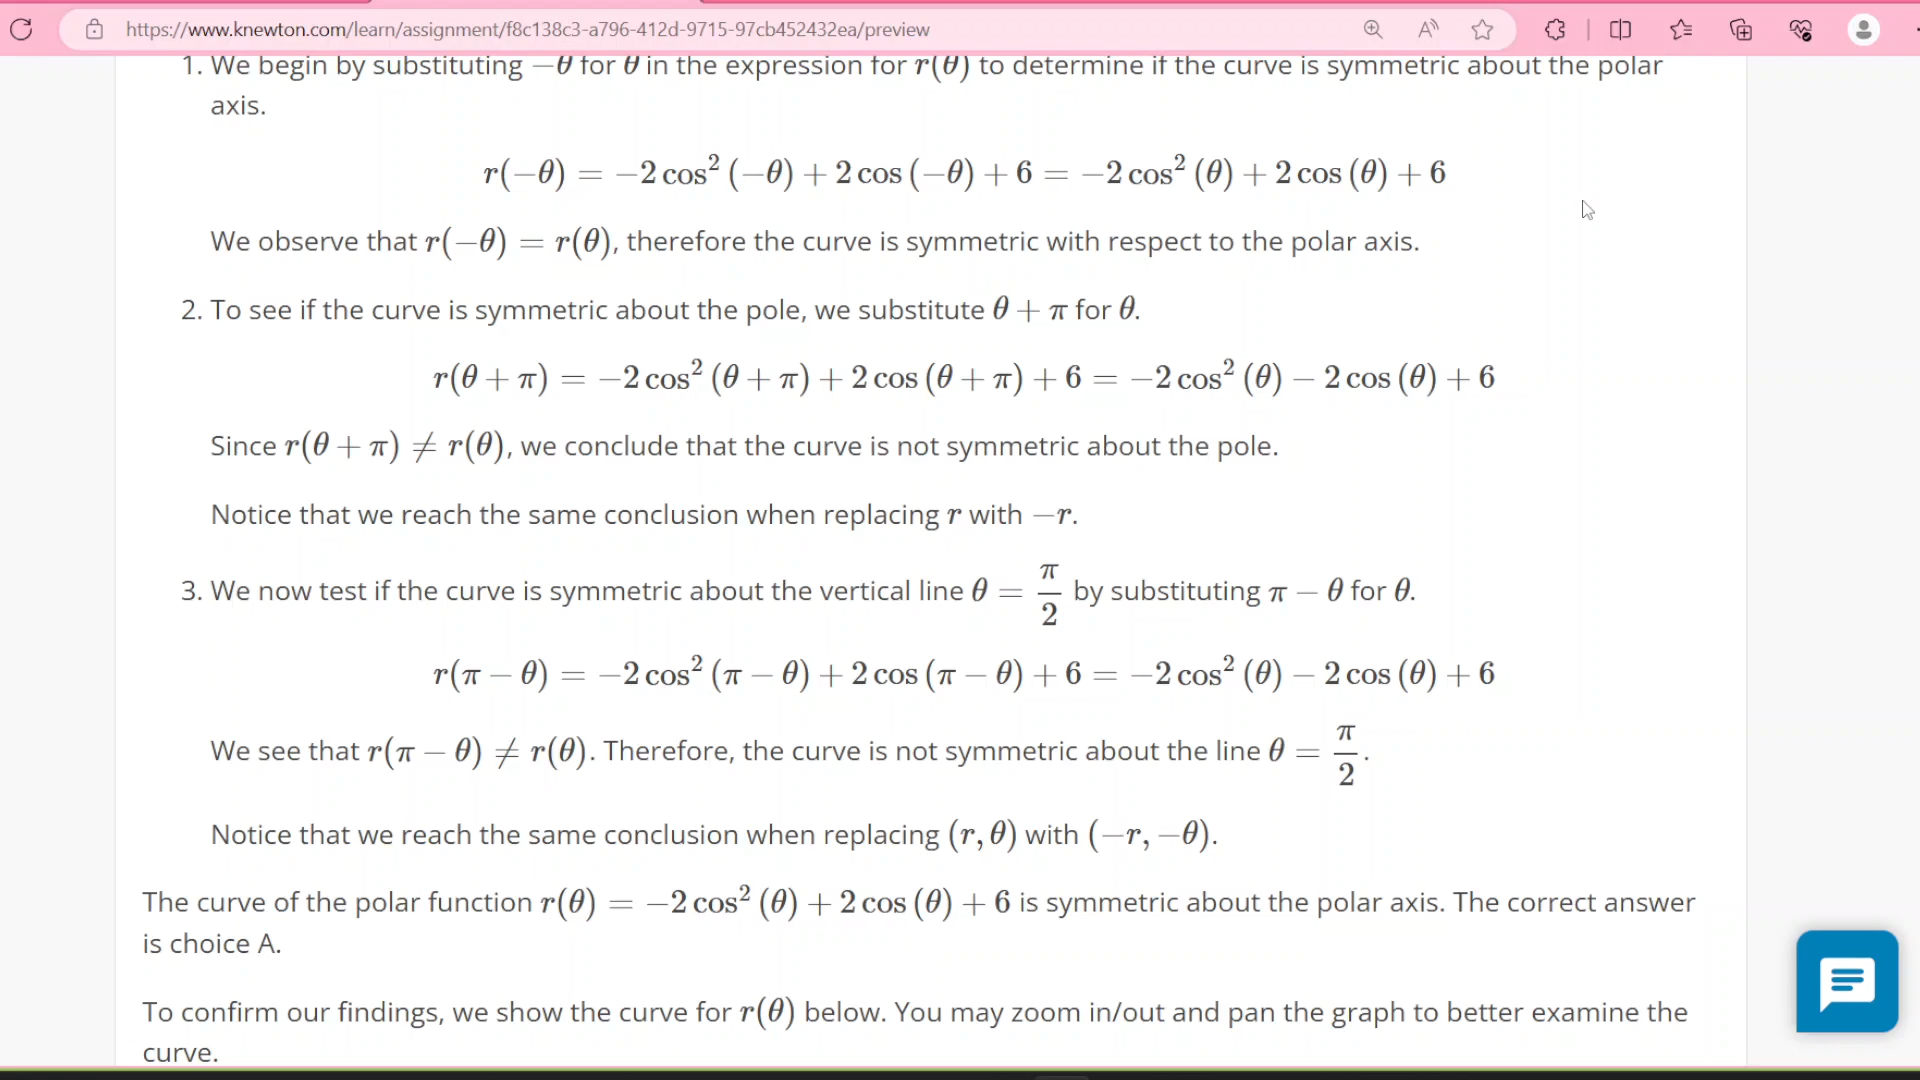 https://www.knewton.com/learn/assignment/f8c138c3-a796-412d-9715-97cb452432ea/preview
1. We begin by substituting −θ for θ in the expression for r(θ) to determine if the curve is symmetric about the polar
axis.
r(−θ) = −2 cos² (−θ) + 2 cos (−θ) + 6 = −2 cos² (θ) + 2 cos (θ) + 6
We observe that r(−θ) = r(θ), therefore the curve is symmetric with respect to the polar axis.
2. To see if the curve is symmetric about the pole, we substitute θ + π for θ.
r(θ + π) = −2 cos² (θ + π) + 2 cos (θ + π) + 6 = −2 cos² (θ) − 2 cos (θ) + 6
Since r(θ + π) ≠ r(θ), we conclude that the curve is not symmetric about the pole.
Notice that we reach the same conclusion when replacing r with −r.
3. We now test if the curve is symmetric about the vertical line θ = π/2 by substituting π − θ for θ.
r(π − θ) = −2 cos² (π − θ) + 2 cos (π − θ) + 6 = −2 cos² (θ) − 2 cos (θ) + 6
We see that r(π − θ) ≠ r(θ). Therefore, the curve is not symmetric about the line θ = π/2.
Notice that we reach the same conclusion when replacing (r, θ) with (−r, −θ).
The curve of the polar function r(θ) = −2 cos² (θ) + 2 cos (θ) + 6 is symmetric about the polar axis. The correct answer
is choice A.
To confirm our findings, we show the curve for r(θ) below. You may zoom in/out and pan the graph to better examine the
curve.